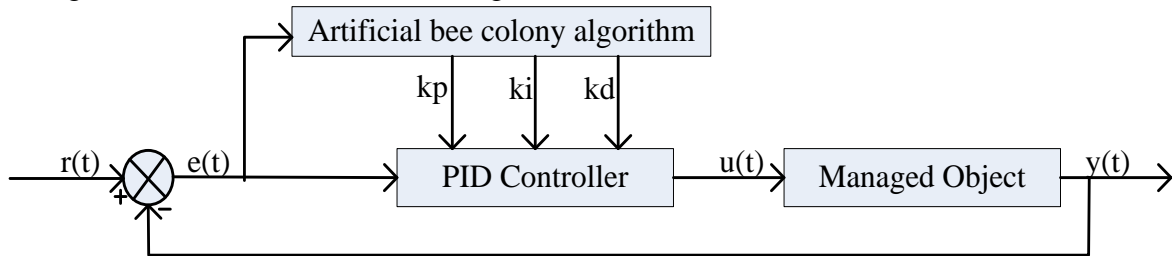 Artificial bee colony algorithm
kp ki kd
r(t) e(t) PID Controller u(t) Managed Object y(t)
+ −